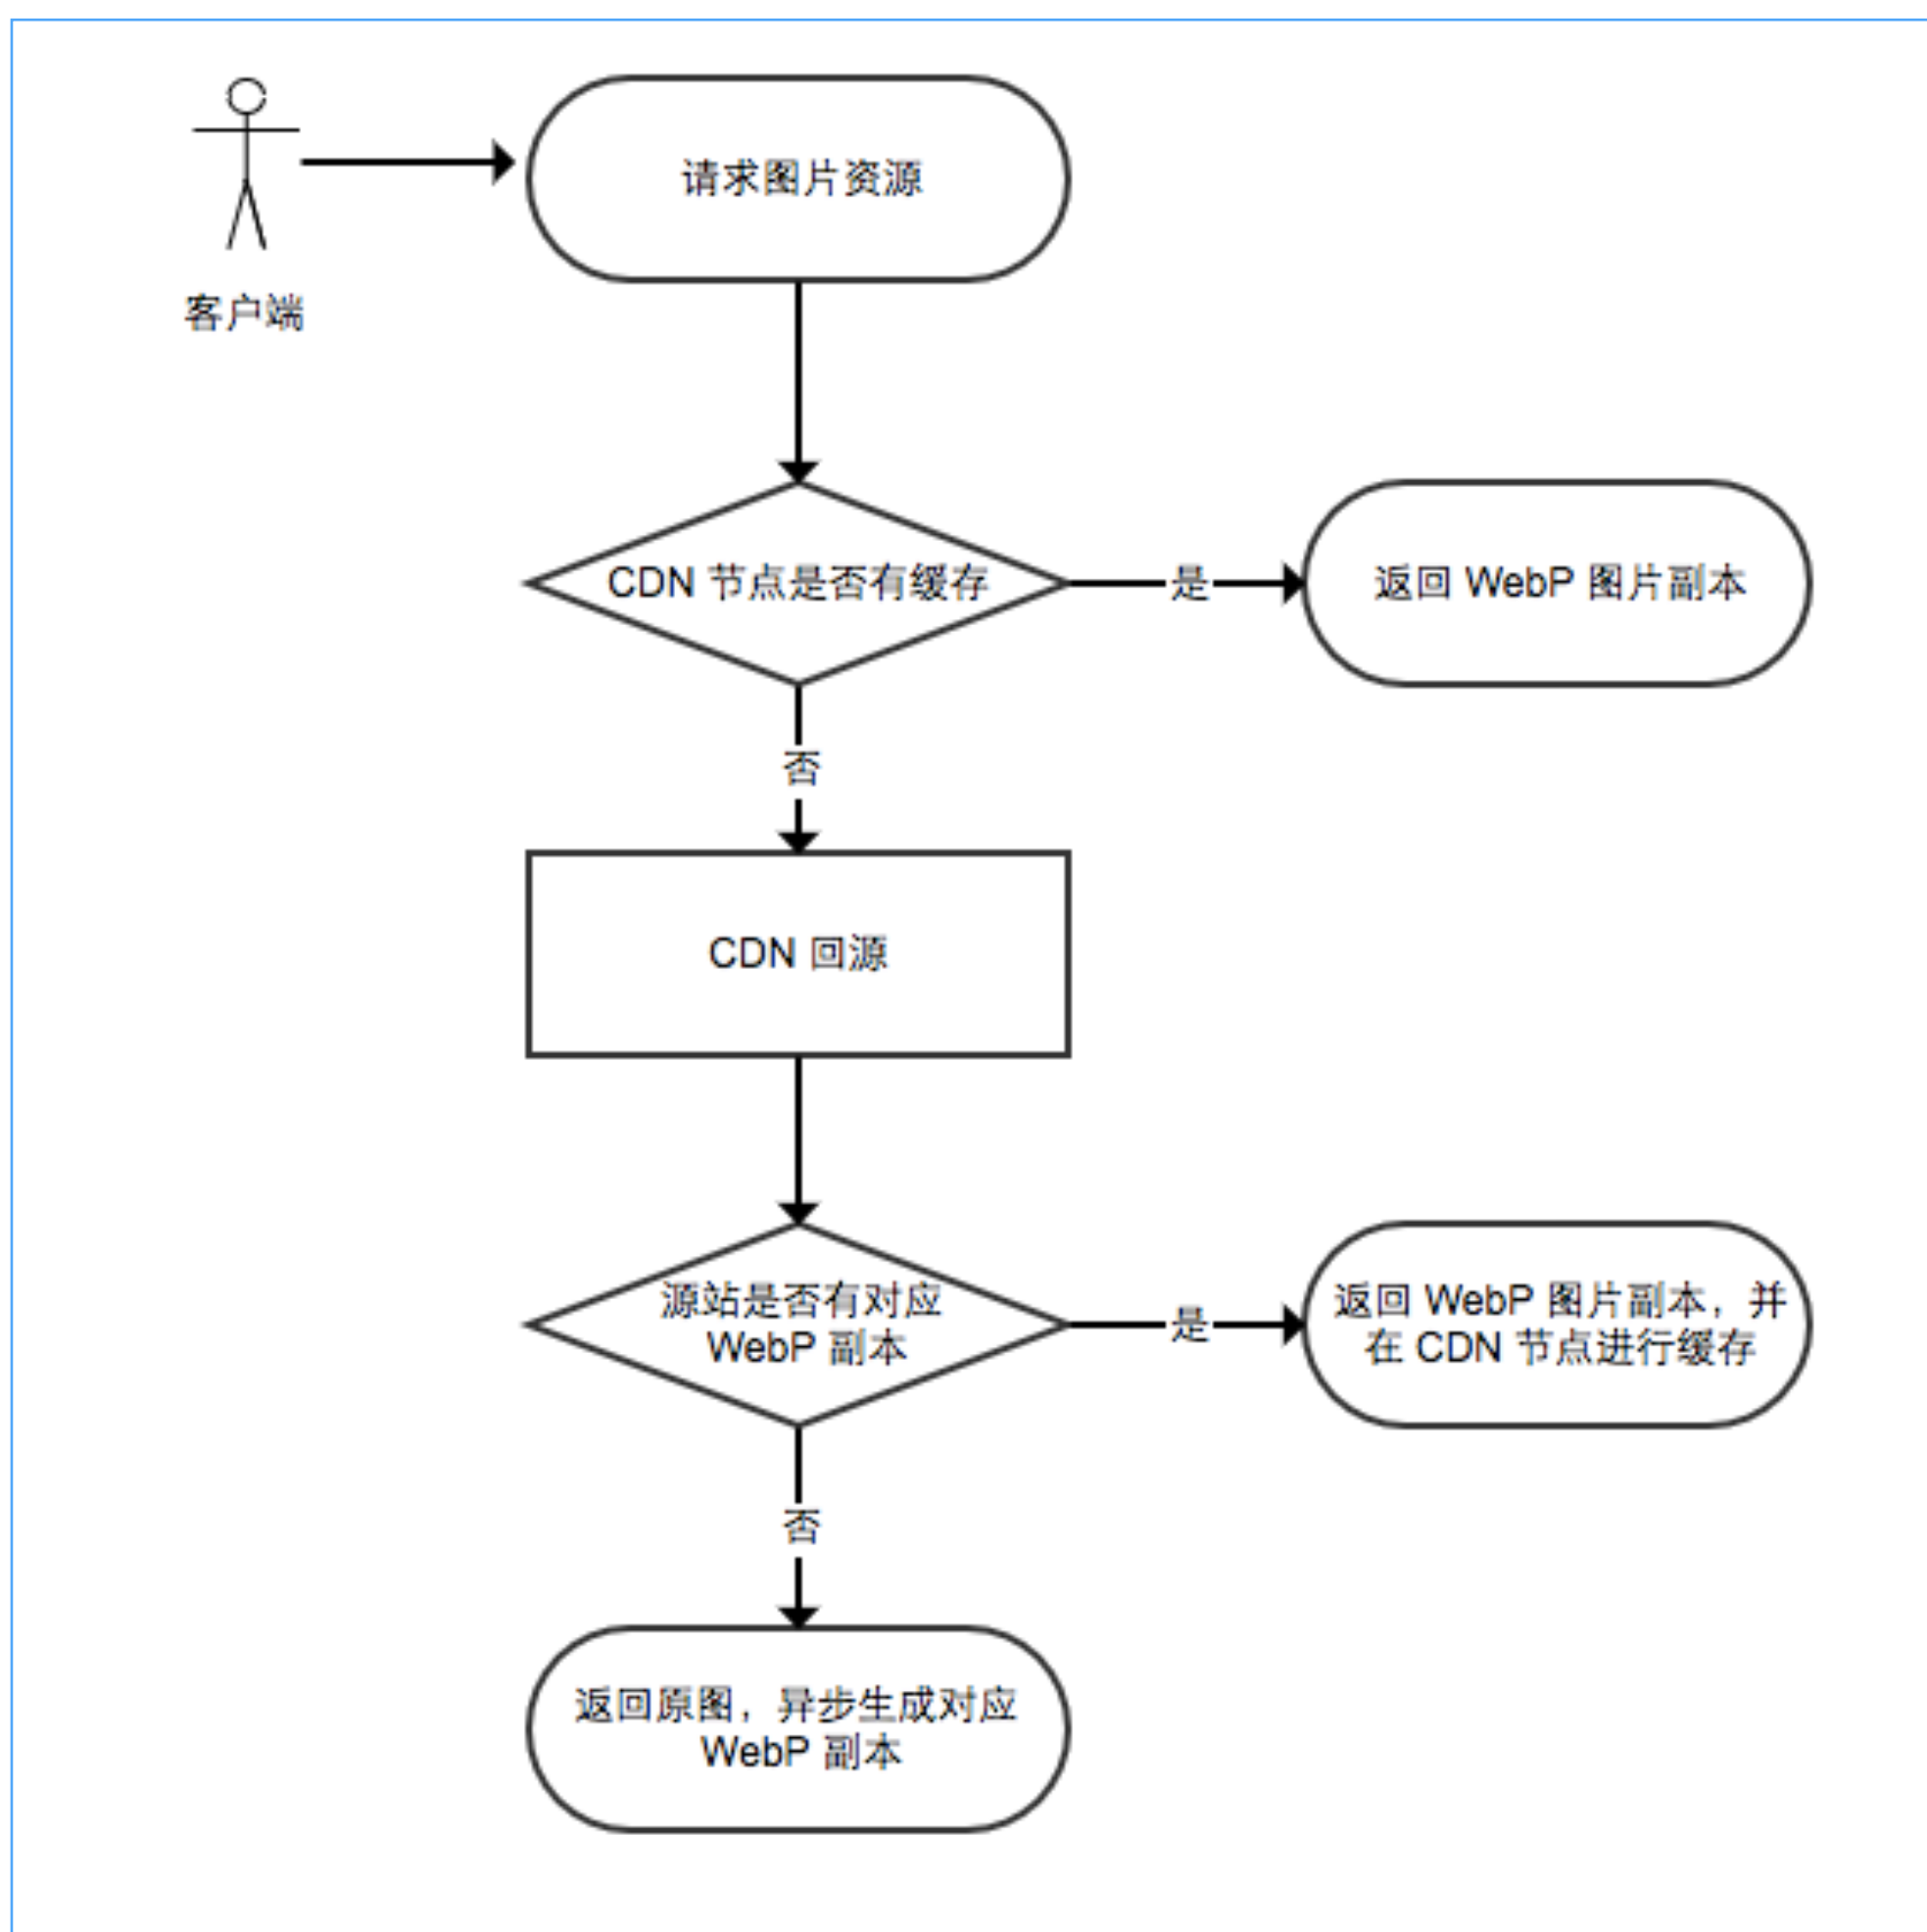 请求图片资源
客户端
CDN 节点是否有缓存
是
返回 WebP 图片副本
否
CDN 回源
源站是否有对应
WebP 副本
是
返回 WebP 图片副本，并
在 CDN 节点进行缓存
否
返回原图，异步生成对应
WebP 副本